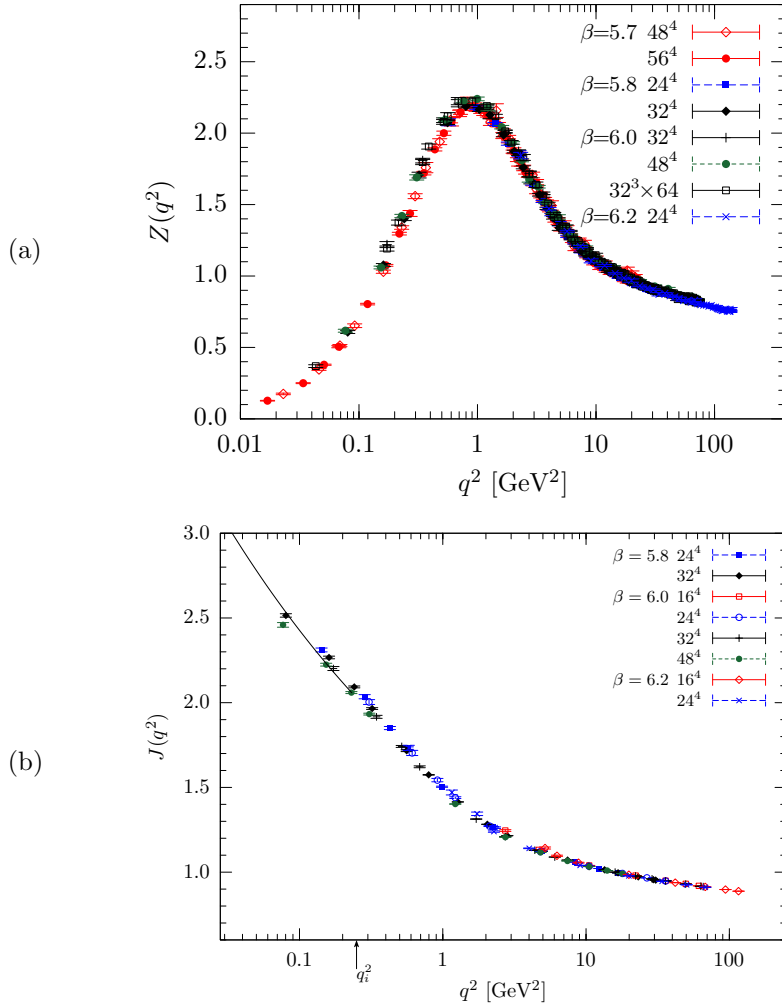 (a)
Z(q²)
β=5.7 48⁴
56⁴
β=5.8 24⁴
32⁴
β=6.0 32⁴
48⁴
32³×64
β=6.2 24⁴
2.5
2.0
1.5
1.0
0.5
0.0
0.01 0.1 1 10 100
q² [GeV²]
(b)
J(q²)
β = 5.8 24⁴
32⁴
β = 6.0 16⁴
24⁴
32⁴
48⁴
β = 6.2 16⁴
24⁴
3.0
2.5
2.0
1.5
1.0
0.1 1 10 100
qᵢ²
q² [GeV²]